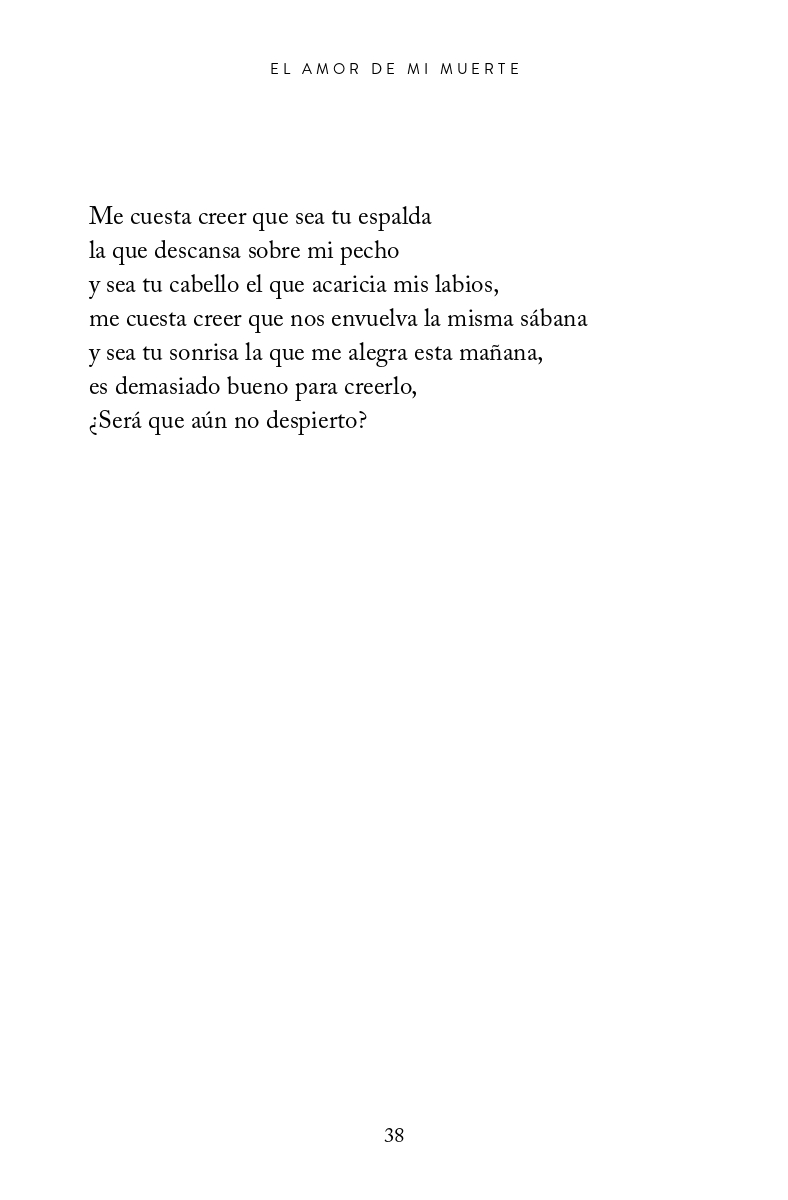 EL AMOR DE MI MUERTE
Me cuesta creer que sea tu espalda
la que descansa sobre mi pecho
y sea tu cabello el que acaricia mis labios,
me cuesta creer que nos envuelva la misma sábana
y sea tu sonrisa la que me alegra esta mañana,
es demasiado bueno para creerlo,
¿Será que aún no despierto?
38